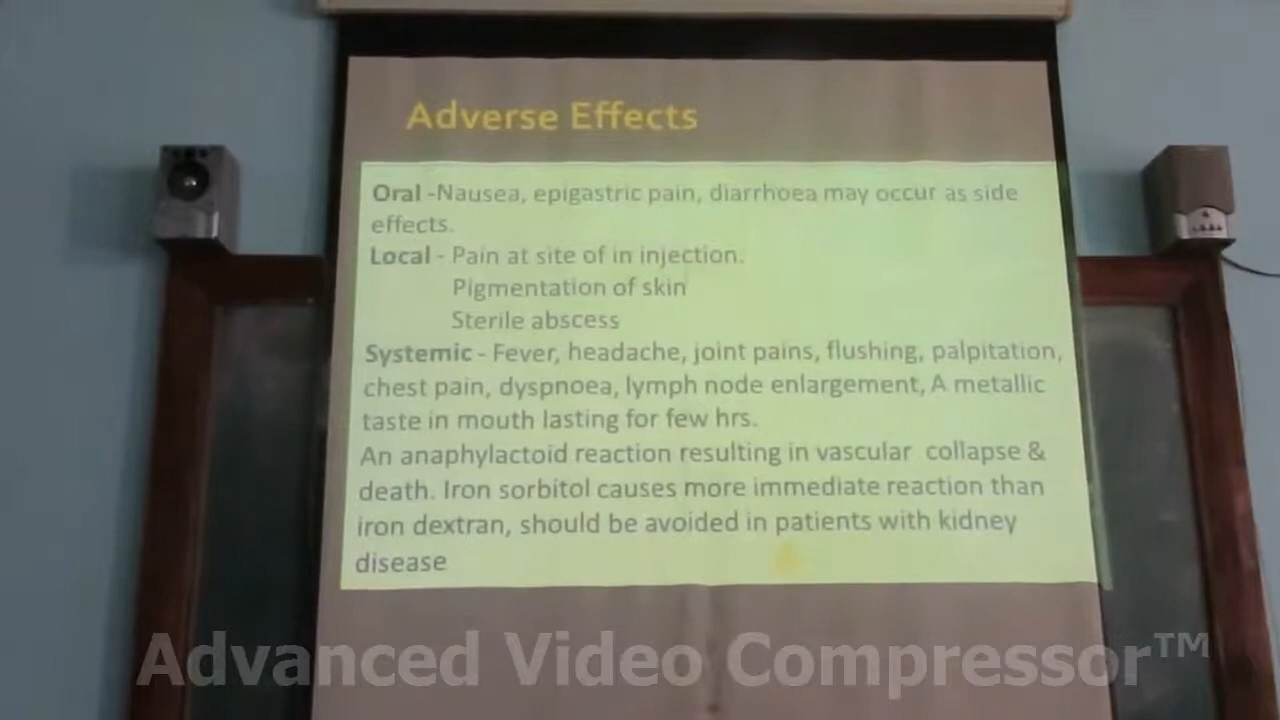 Adverse Effects
Oral -Nausea, epigastric pain, diarrhoea may occur as side
effects.
Local - Pain at site of in injection.
Pigmentation of skin
Sterile abscess
Systemic - Fever, headache, joint pains, flushing, palpitation,
chest pain, dyspnoea, lymph node enlargement, A metallic
taste in mouth lasting for few hrs.
An anaphylactoid reaction resulting in vascular collapse &
death. Iron sorbitol causes more immediate reaction than
iron dextran, should be avoided in patients with kidney
disease
Advanced Video Compressor™